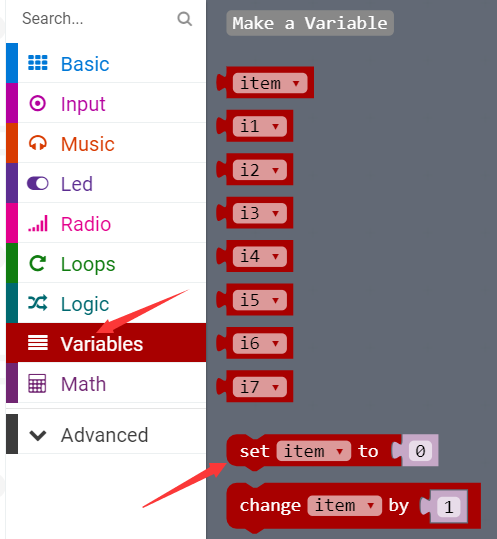 Search...
Basic
Input
Music
Led
Radio
Loops
Logic
Variables
Math
Advanced
Make a Variable
item
i1
i2
i3
i4
i5
i6
i7
set item to 0
change item by 1